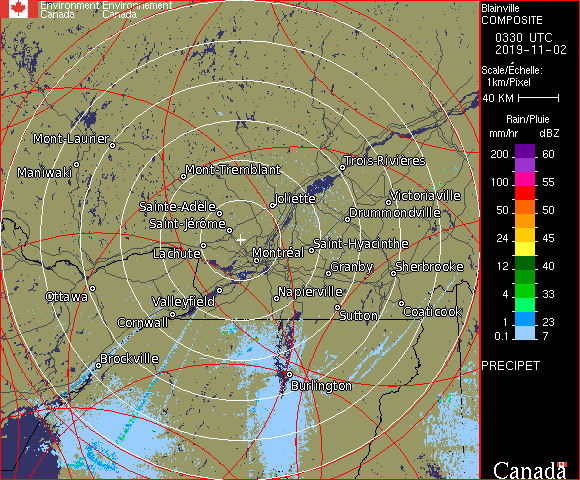 Environment Environnement
Canada Canada
Blainville
COMPOSITE
0330 UTC
2019-11-02
Scale/Échelle:
1km/Pixel
40 KM
Rain/Pluie
mm/hr dBZ
200 60
100 55
50 50
24 45
12 40
4 33
1 23
0.1 7
PRECIPET
Canada
Mont-Laurier
Maniwaki
Mont-Tremblant
Trois-Rivières
Joliette
Victoriaville
Sainte-Adèle
Drummondville
Saint-Jérôme
Saint-Hyacinthe
Lachute
Montréal
Granby
Sherbrooke
Ottawa
Valleyfield
Napierville
Cornwall
Sutton
Coaticook
Brockville
Burlington